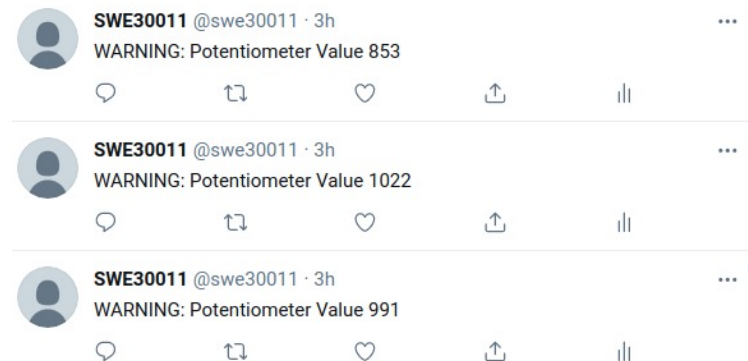 SWE30011 @swe30011 · 3h
WARNING: Potentiometer Value 853
SWE30011 @swe30011 · 3h
WARNING: Potentiometer Value 1022
SWE30011 @swe30011 · 3h
WARNING: Potentiometer Value 991